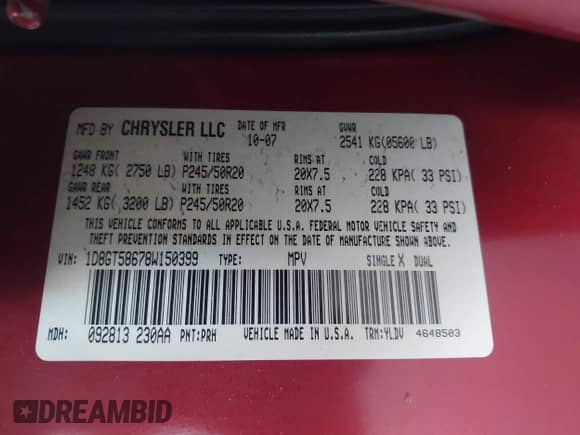 MFD BY CHRYSLER LLC DATE OF MFR 10-07 GVWR 2541 KG(05600 LB)
GAWR FRONT WITH TIRES RIMS AT COLD
1248 KG( 2750 LB) P245/50R20 20X7.5 228 KPA( 33 PSI)
GAWR REAR WITH TIRES RIMS AT COLD
1452 KG( 3200 LB) P245/50R20 20X7.5 228 KPA( 33 PSI)
THIS VEHICLE CONFORMS TO ALL APPLICABLE U.S.A. FEDERAL MOTOR VEHICLE SAFETY AND
THEFT PREVENTION STANDARDS IN EFFECT ON THE DATE OF MANUFACTURE SHOWN ABOVE.
VIN: 1D8GT58678W150399 TYPE: MPV SINGLE X DUAL
MDH: 092813 230AA PNT:PRH VEHICLE MADE IN U.S.A. TRM:YLDV 4648503
DREAMBID